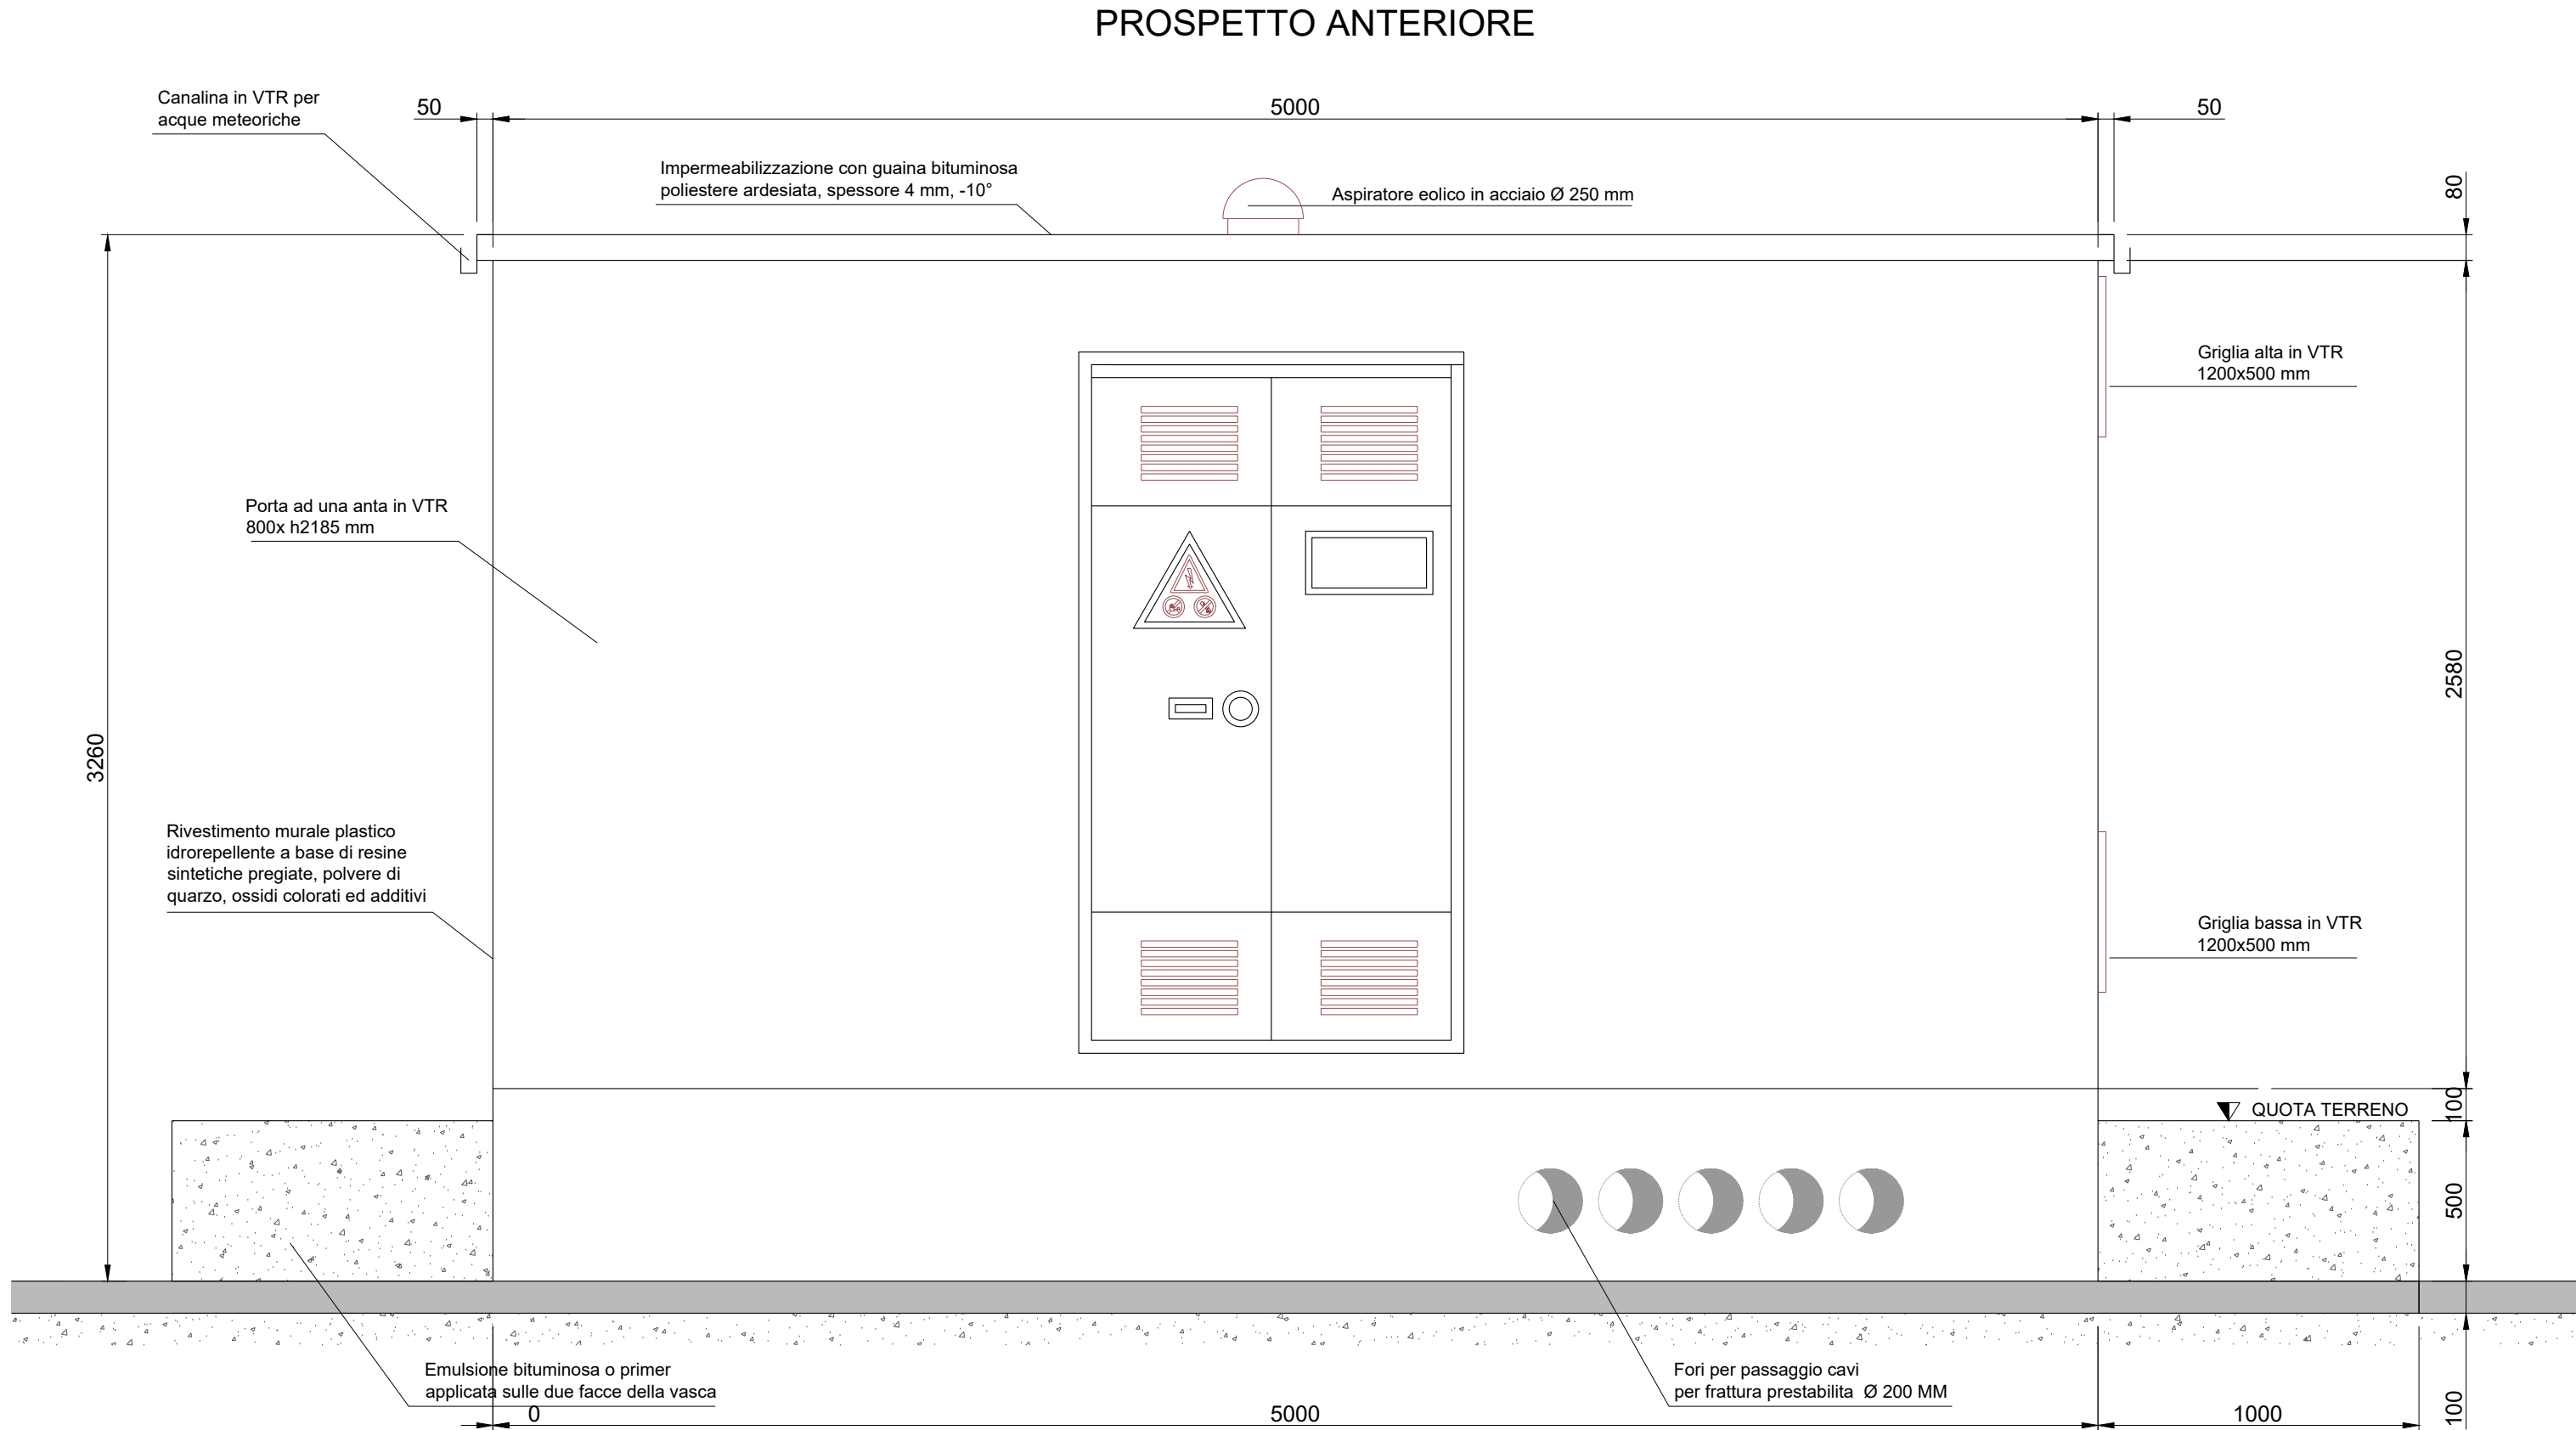 PROSPETTO ANTERIORE
Canalina in VTR per
acque meteoriche
50
5000
50
Impermeabilizzazione con guaina bituminosa
poliestere ardesiata, spessore 4 mm, -10°
Aspiratore eolico in acciaio Ø 250 mm
80
Griglia alta in VTR
1200x500 mm
Porta ad una anta in VTR
800x h2185 mm
2580
3260
Rivestimento murale plastico
idrorepellente a base di resine
sintetiche pregiate, polvere di
quarzo, ossidi colorati ed additivi
Griglia bassa in VTR
1200x500 mm
100
QUOTA TERRENO
500
Emulsione bituminosa o primer
applicata sulle due facce della vasca
Fori per passaggio cavi
per frattura prestabilita Ø 200 MM
0
5000
1000
100